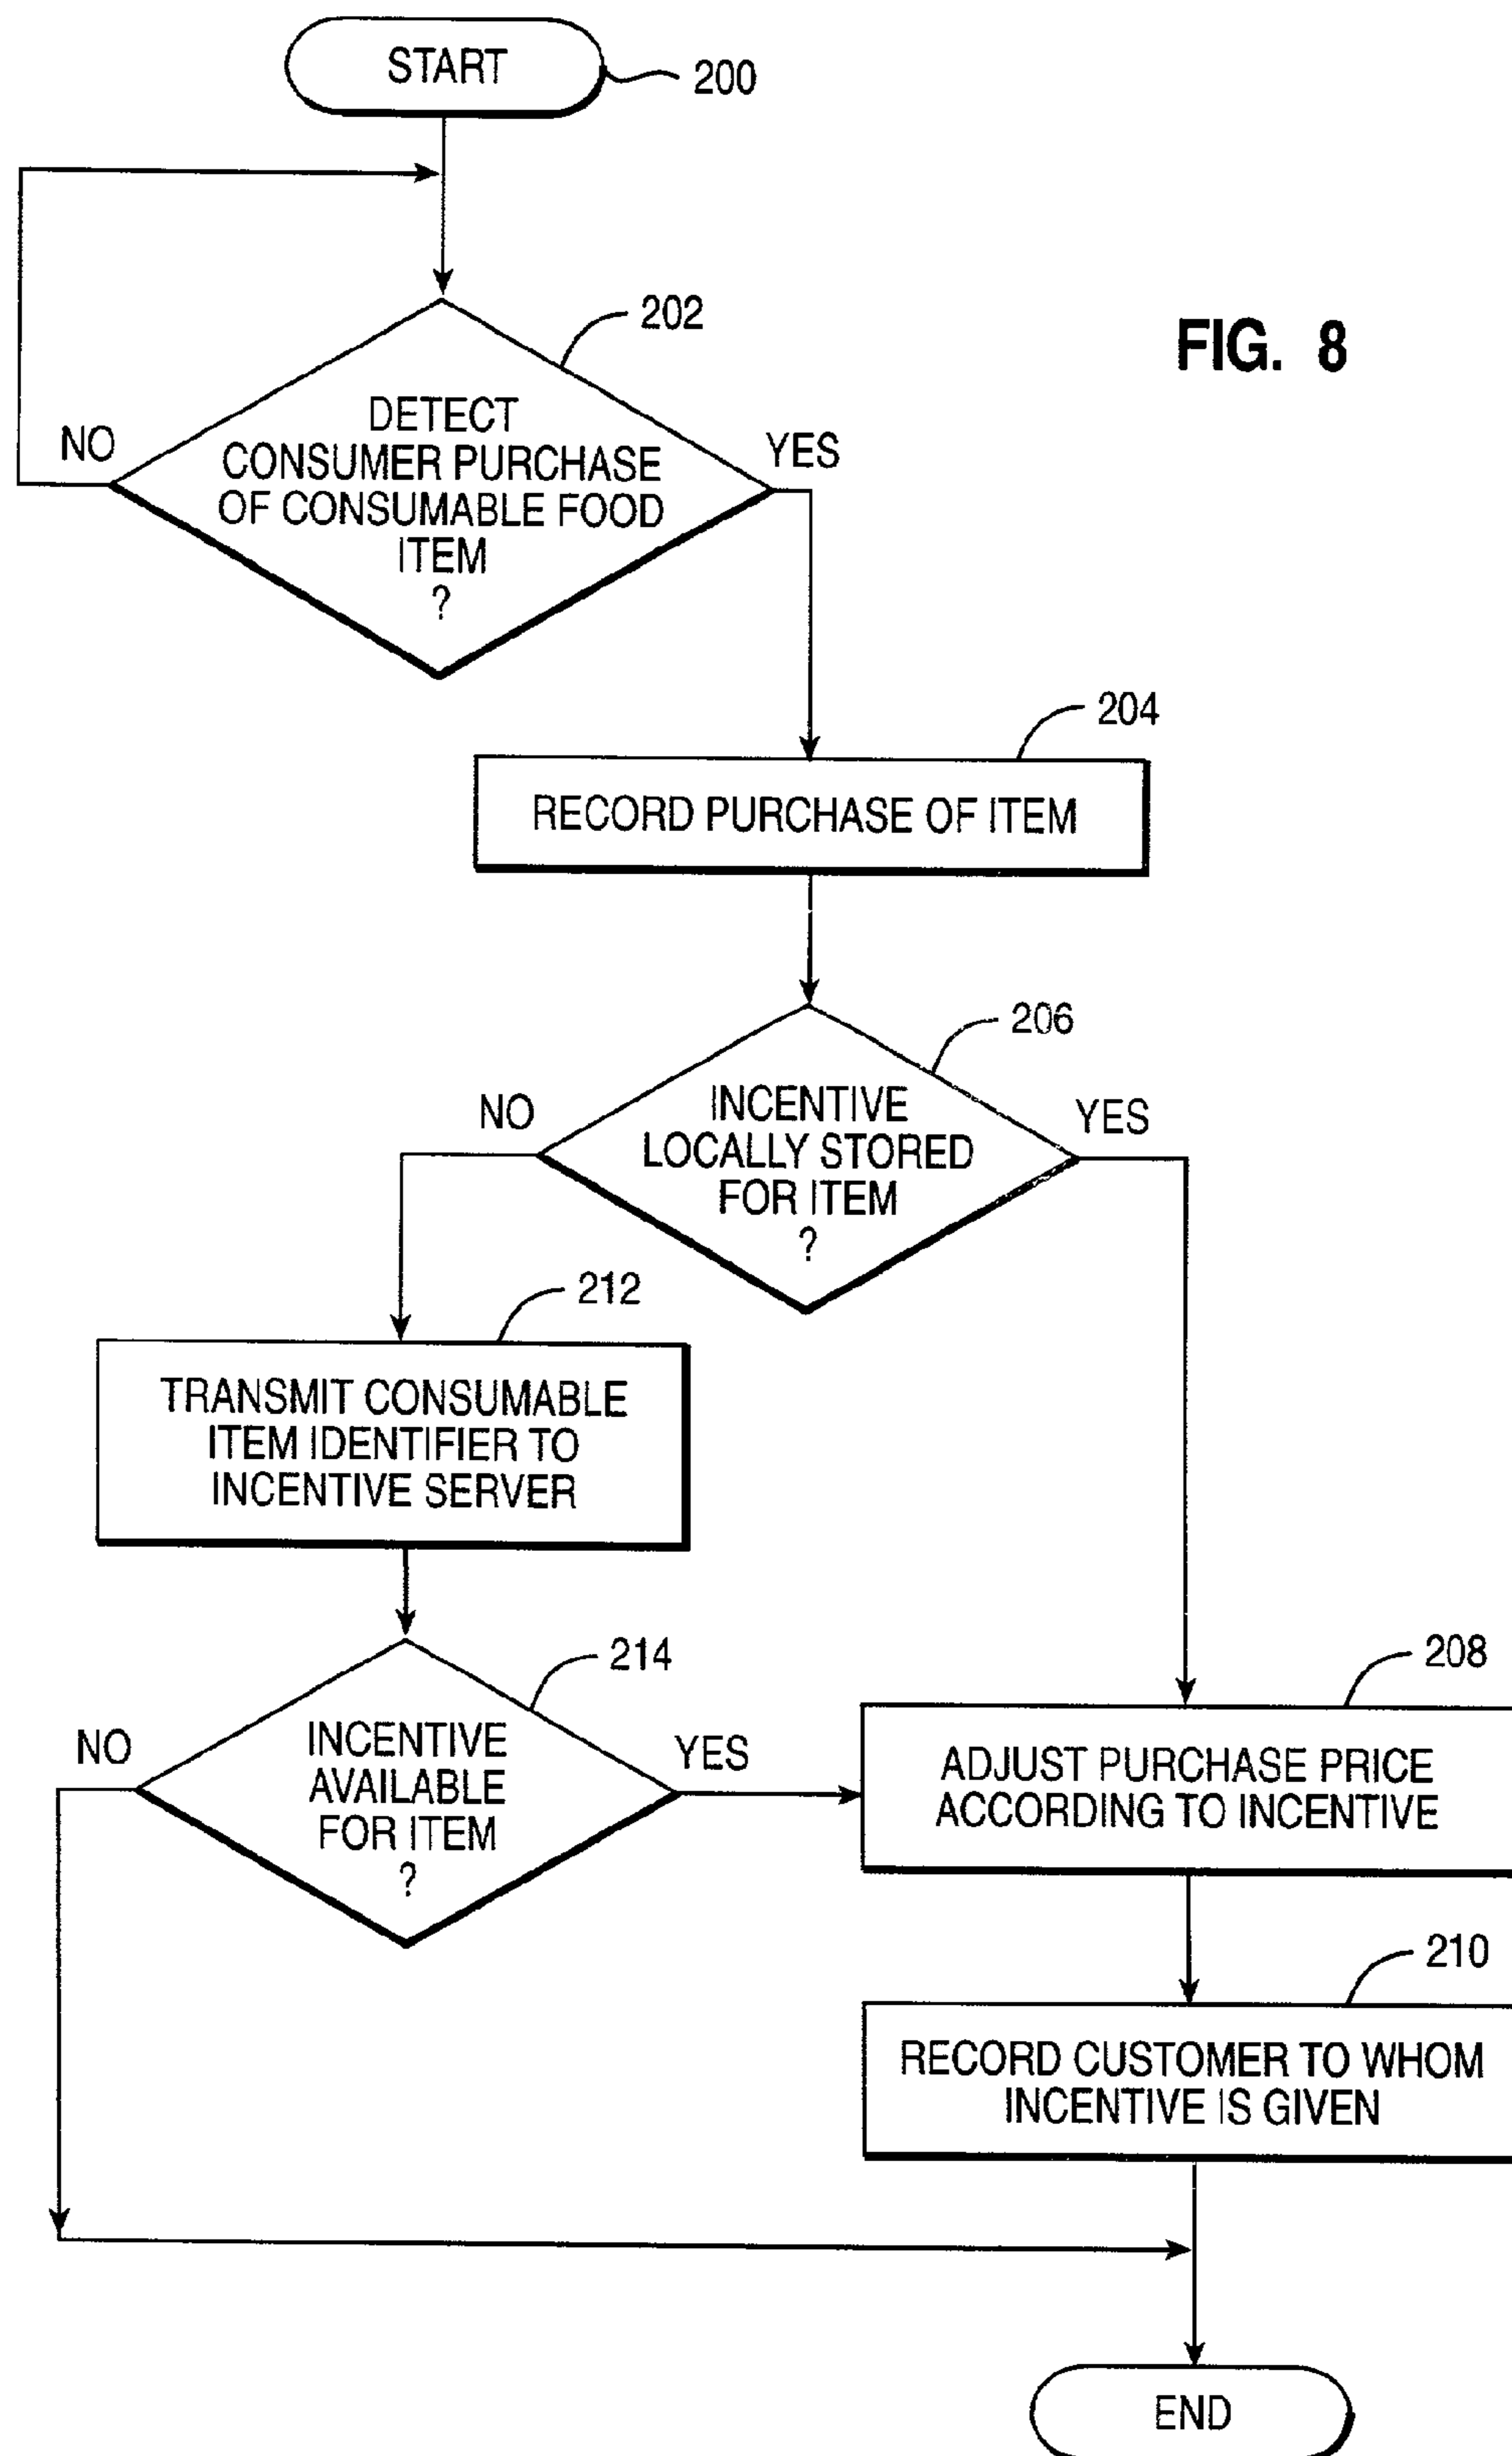 START
200
FIG. 8
202
DETECT
CONSUMER PURCHASE
OF CONSUMABLE FOOD
ITEM
?
NO
YES
204
RECORD PURCHASE OF ITEM
206
INCENTIVE
LOCALLY STORED
FOR ITEM
?
NO
YES
212
TRANSMIT CONSUMABLE
ITEM IDENTIFIER TO
INCENTIVE SERVER
214
INCENTIVE
AVAILABLE
FOR ITEM
?
NO
YES
208
ADJUST PURCHASE PRICE
ACCORDING TO INCENTIVE
210
RECORD CUSTOMER TO WHOM
INCENTIVE IS GIVEN
END